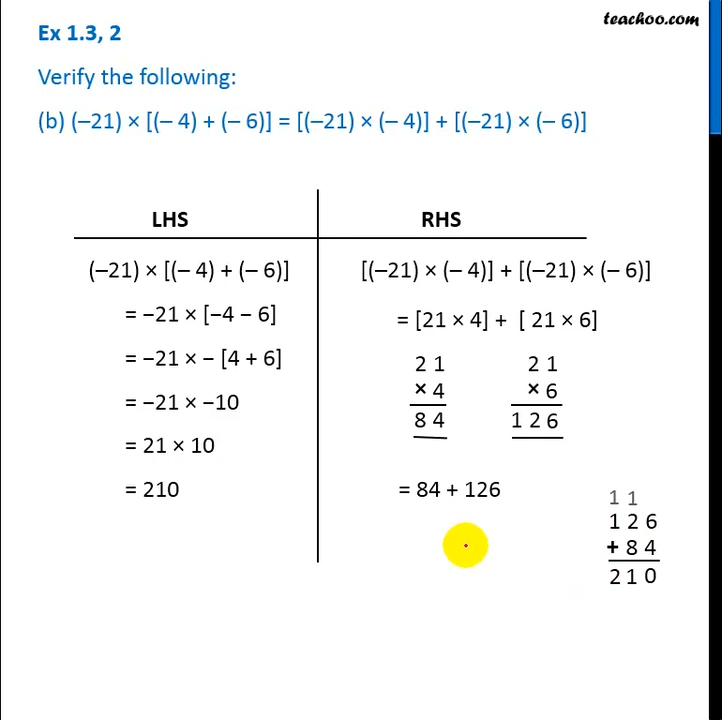 teachoo.com
Ex 1.3, 2
Verify the following:
(b) (–21) × [(– 4) + (– 6)] = [(–21) × (– 4)] + [(–21) × (– 6)]
LHS
(–21) × [(– 4) + (– 6)]
= –21 × [–4 – 6]
= –21 × – [4 + 6]
= –21 × –10
= 21 × 10
= 210
RHS
[(–21) × (– 4)] + [(–21) × (– 6)]
= [21 × 4] + [ 21 × 6]
2 1
× 4
8 4
2 1
× 6
1 2 6
= 84 + 126
1 1
1 2 6
+ 8 4
2 1 0